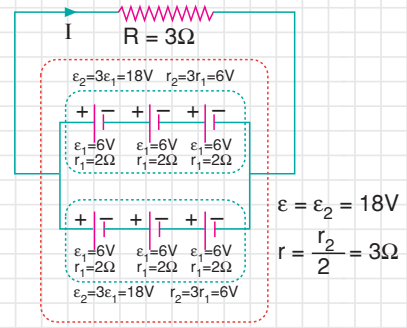 I
R = 3Ω
ε₂=3ε₁=18V r₂=3r₁=6V
+ − + − + −
ε₁=6V ε₁=6V ε₁=6V
r₁=2Ω r₁=2Ω r₁=2Ω
+ − + − + −
ε₁=6V ε₁=6V ε₁=6V
r₁=2Ω r₁=2Ω r₁=2Ω
ε₂=3ε₁=18V r₂=3r₁=6V
ε = ε₂ = 18V
r = r₂/2 = 3Ω